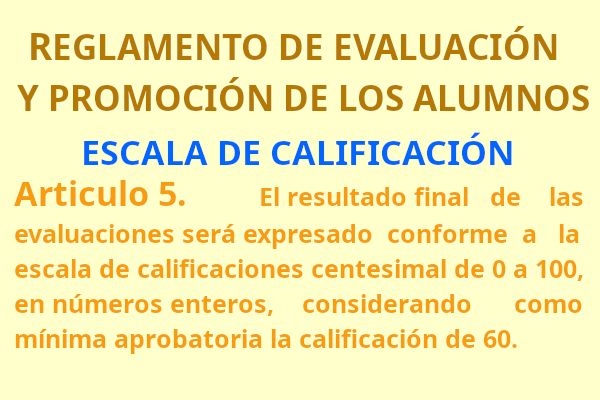 REGLAMENTO DE EVALUACIÓN
Y PROMOCIÓN DE LOS ALUMNOS
ESCALA DE CALIFICACIÓN
Articulo 5. El resultado final de las
evaluaciones será expresado conforme a la
escala de calificaciones centesimal de 0 a 100,
en números enteros, considerando como
mínima aprobatoria la calificación de 60.